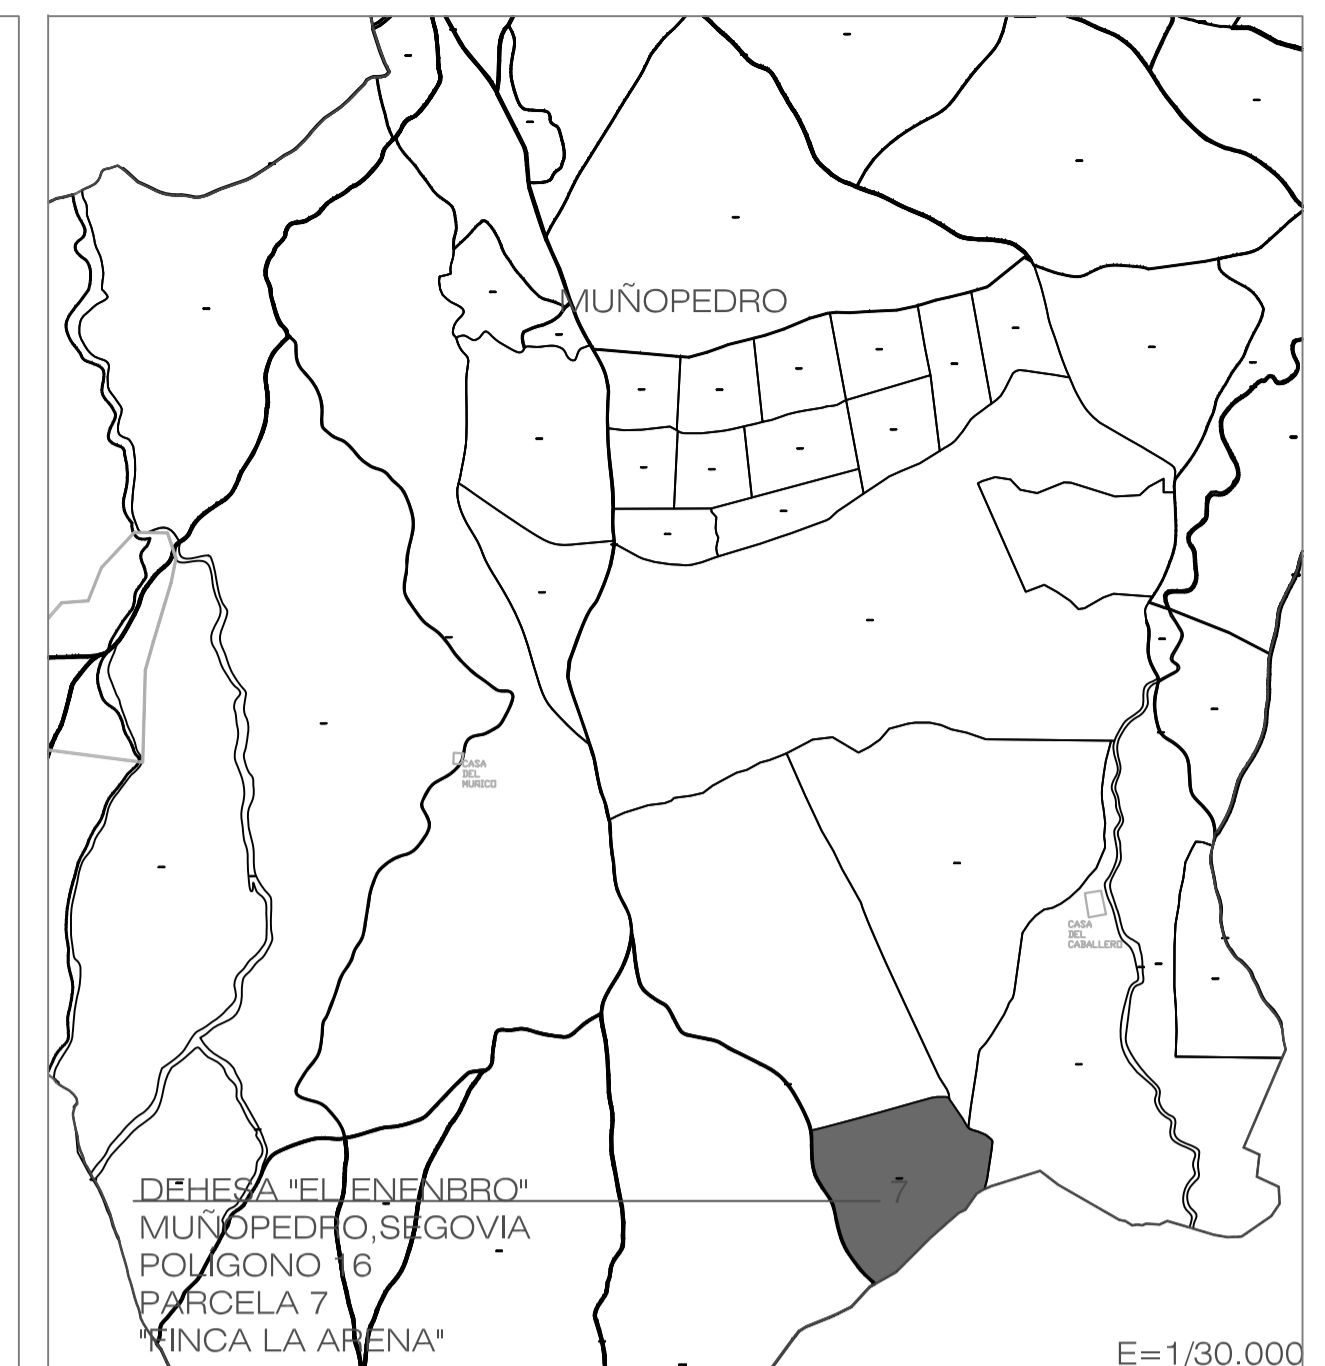 MUÑOPEDRO
CASA
DEL
MURICO
CASA
DEL
CABALLERO
7
DEHESA "EL ENENBRO"
MUÑOPEDRO,SEGOVIA
POLIGONO 16
PARCELA 7
"FINCA LA ARENA"
E=1/30.000